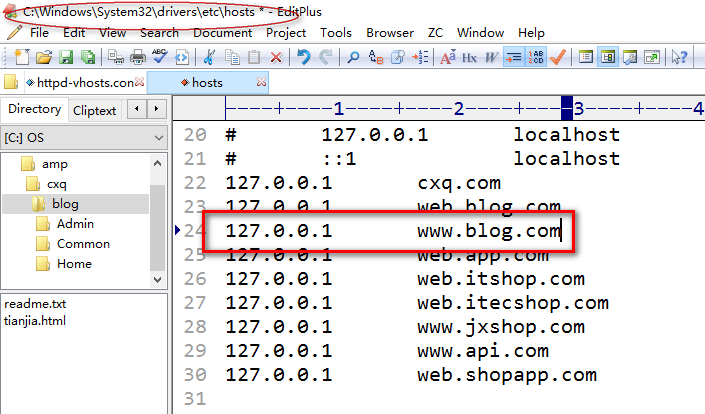 C:\Windows\System32\drivers\etc\hosts * - EditPlus
File Edit View Search Document Project Tools Browser ZC Window Help
httpd-vhosts.con hosts
Directory Cliptext
[C:] OS
amp
cxq
blog
Admin
Common
Home
readme.txt
tianjia.html
----+----1----+----2----+----3----+----4
20 # 127.0.0.1 localhost
21 # ::1 localhost
22 127.0.0.1 cxq.com
23 127.0.0.1 web.blog.com
24 127.0.0.1 www.blog.com
25 127.0.0.1 web.app.com
26 127.0.0.1 web.itshop.com
27 127.0.0.1 web.itecshop.com
28 127.0.0.1 www.jxshop.com
29 127.0.0.1 www.api.com
30 127.0.0.1 web.shopapp.com
31